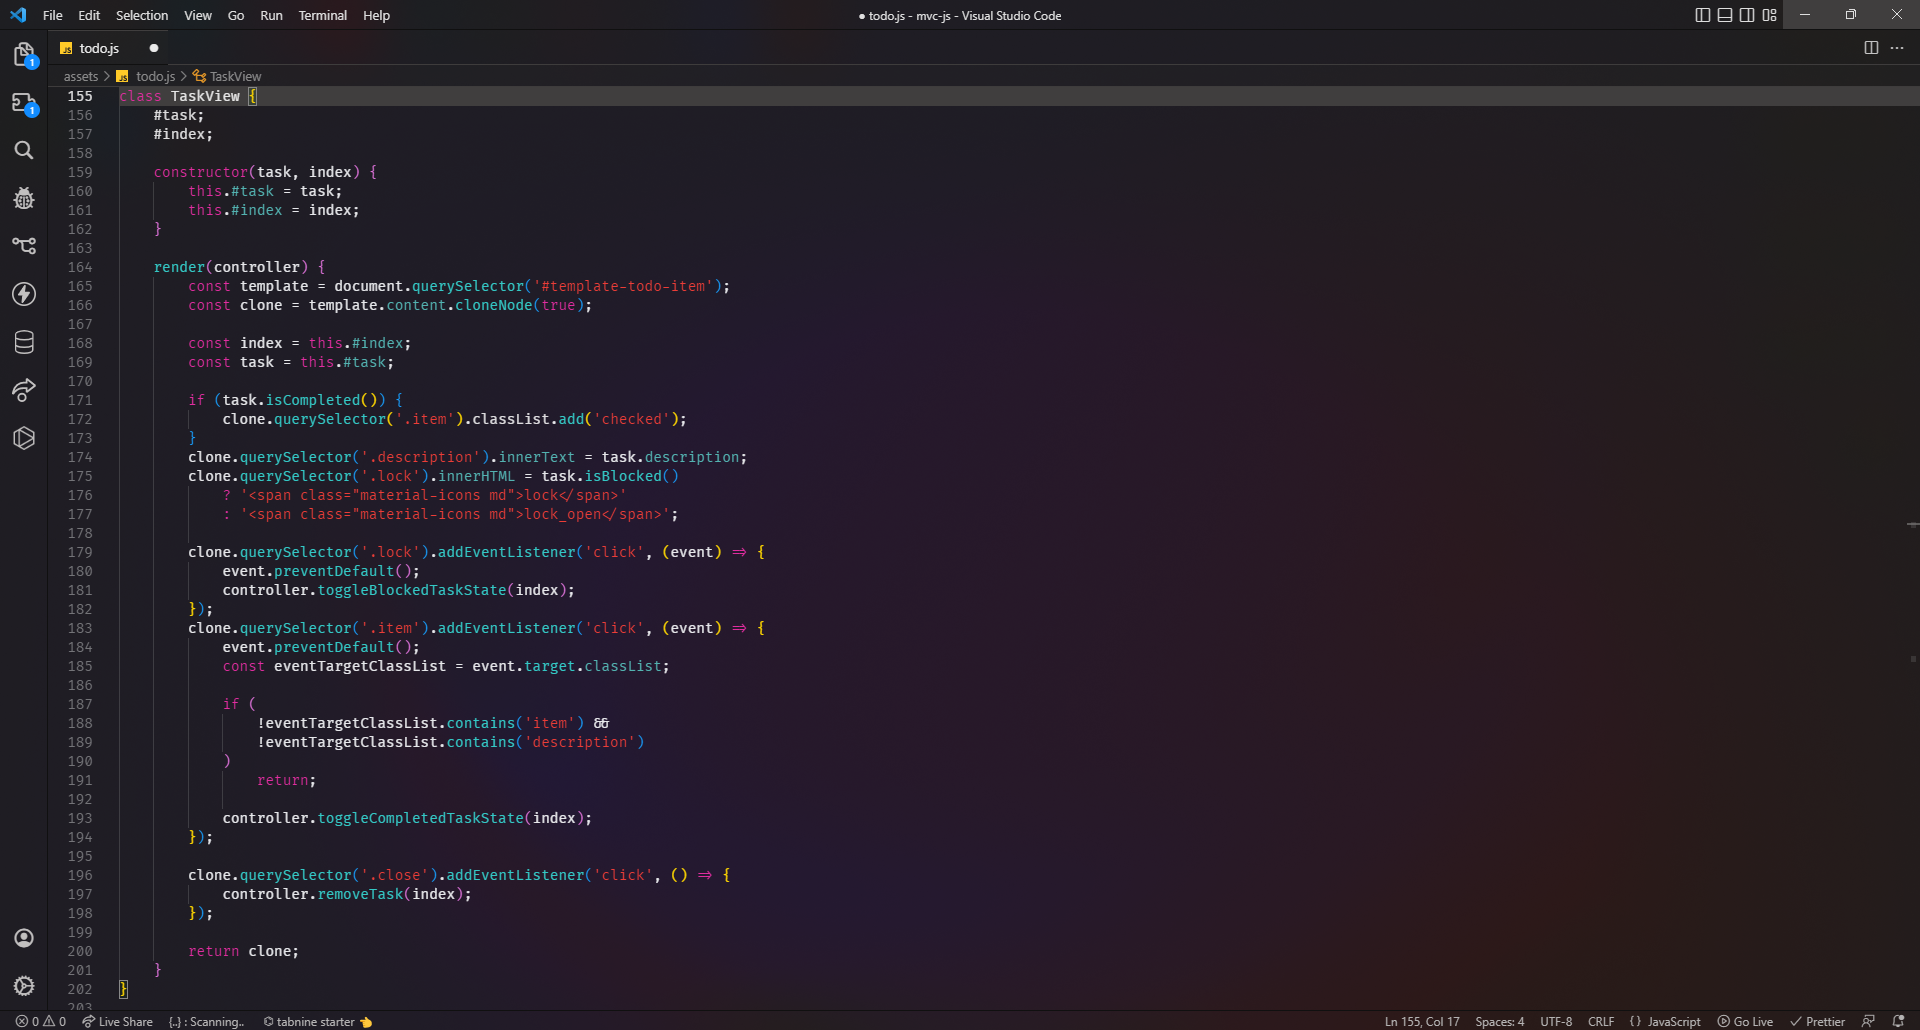 File Edit Selection View Go Run Terminal Help
● todo.js - mvc-js - Visual Studio Code
1
1
JS todo.js ●
assets > JS todo.js > TaskView
155 class TaskView {
156     #task;
157     #index;
158
159     constructor(task, index) {
160         this.#task = task;
161         this.#index = index;
162     }
163
164     render(controller) {
165         const template = document.querySelector('#template-todo-item');
166         const clone = template.content.cloneNode(true);
167
168         const index = this.#index;
169         const task = this.#task;
170
171         if (task.isCompleted()) {
172             clone.querySelector('.item').classList.add('checked');
173         }
174         clone.querySelector('.description').innerText = task.description;
175         clone.querySelector('.lock').innerHTML = task.isBlocked()
176             ? '<span class="material-icons md">lock</span>'
177             : '<span class="material-icons md">lock_open</span>';
178
179         clone.querySelector('.lock').addEventListener('click', (event) => {
180             event.preventDefault();
181             controller.toggleBlockedTaskState(index);
182         });
183         clone.querySelector('.item').addEventListener('click', (event) => {
184             event.preventDefault();
185             const eventTargetClassList = event.target.classList;
186
187             if (
188                 !eventTargetClassList.contains('item') &&
189                 !eventTargetClassList.contains('description')
190             )
191                 return;
192
193             controller.toggleCompletedTaskState(index);
194         });
195
196         clone.querySelector('.close').addEventListener('click', () => {
197             controller.removeTask(index);
198         });
199
200         return clone;
201     }
202 }
203
0 0 Live Share {..} : Scanning.. tabnine starter 👈 Ln 155, Col 17 Spaces: 4 UTF-8 CRLF {} JavaScript Go Live Prettier